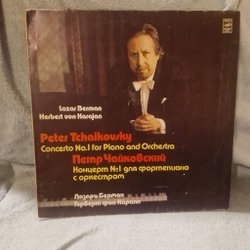 Lazar Berman
Herbert von Karajan
Peter Tchaikovsky
Concerto No.1 for Piano and Orchestra
Петр Чайковский
Концерт №1 для фортепиано
с оркестром
Лазарь Берман
Герберт фон Караян